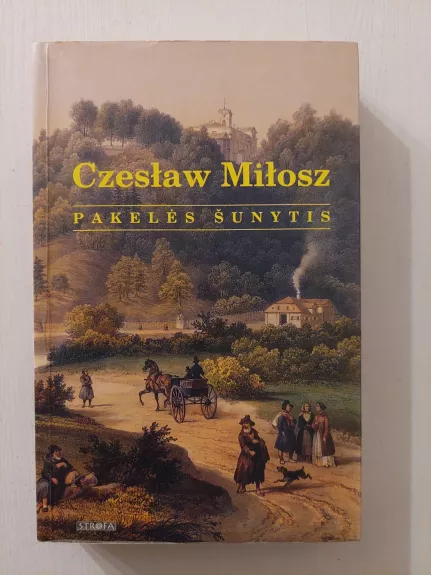 Czesław Miłosz
PAKELĖS ŠUNYTIS
STROFA